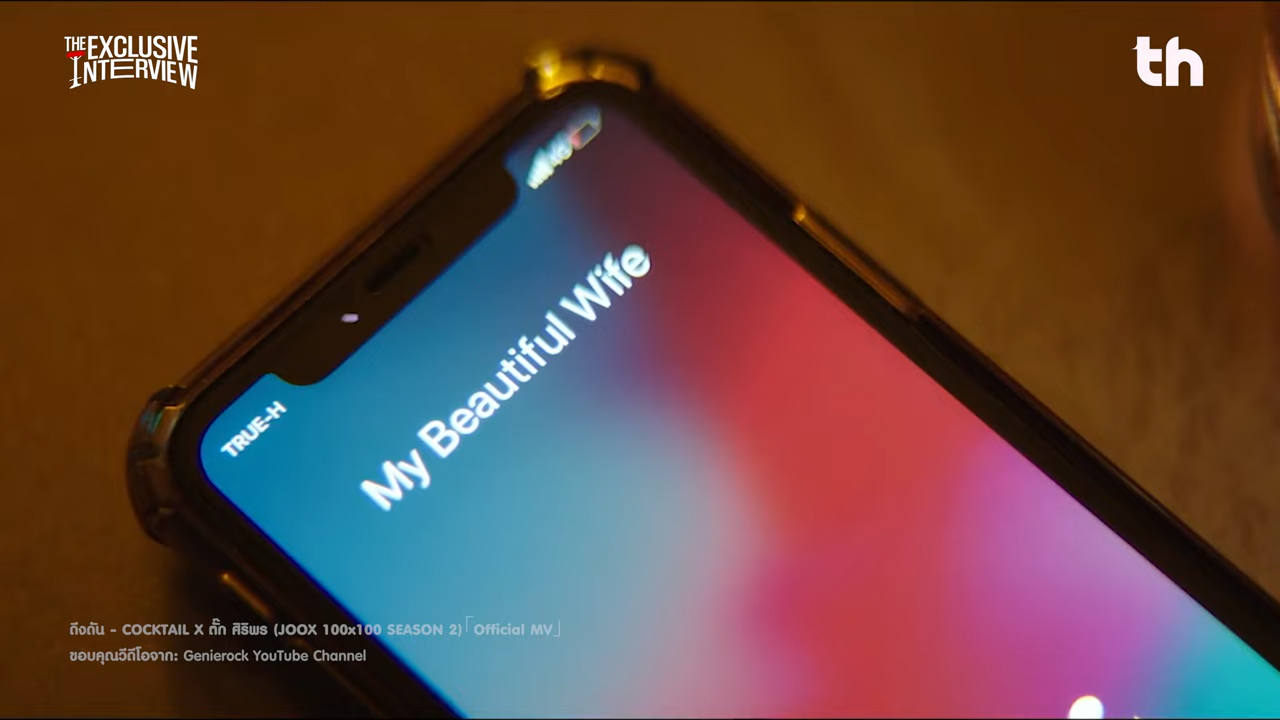 THE EXCLUSIVE
INTERVIEW
th
4G
My Beautiful Wife
TRUE-H
ดึงดัน - COCKTAIL X ตั๊ก ศิริพร (JOOX 100x100 SEASON 2)「Official MV」
ขอบคุณวีดีโอจาก: Genierock YouTube Channel